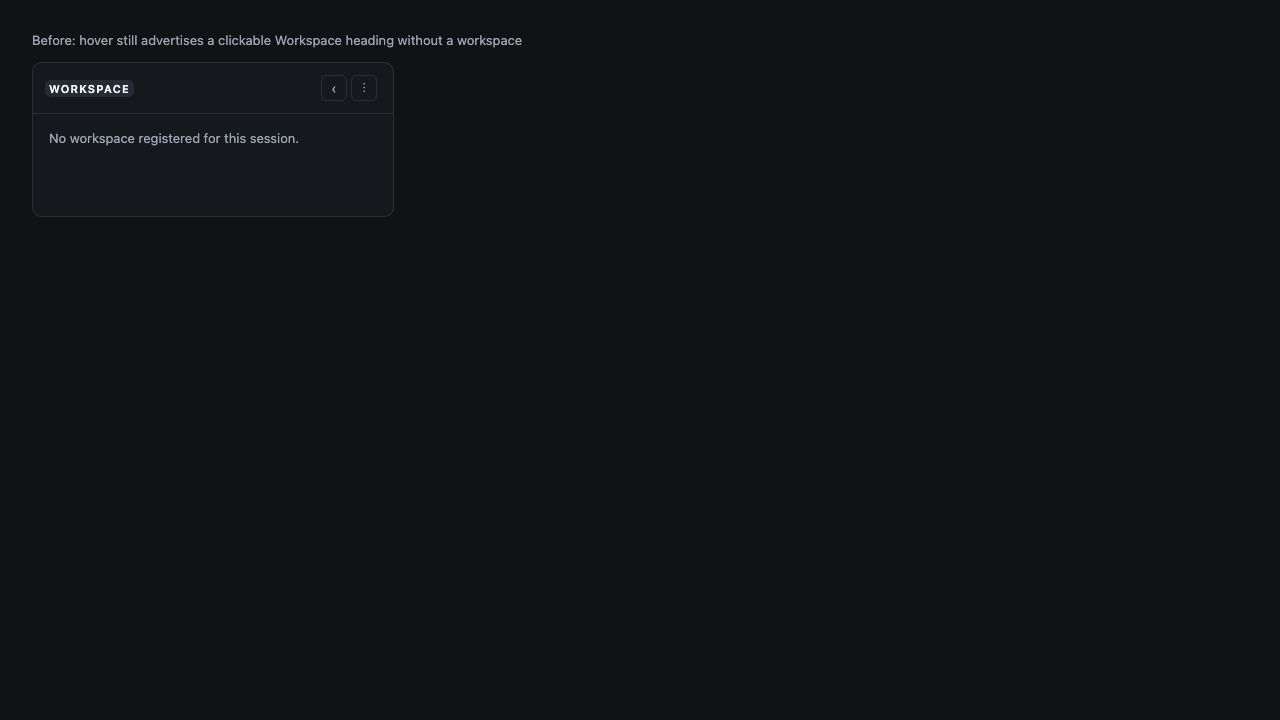 Before: hover still advertises a clickable Workspace heading without a workspace
WORKSPACE
No workspace registered for this session.